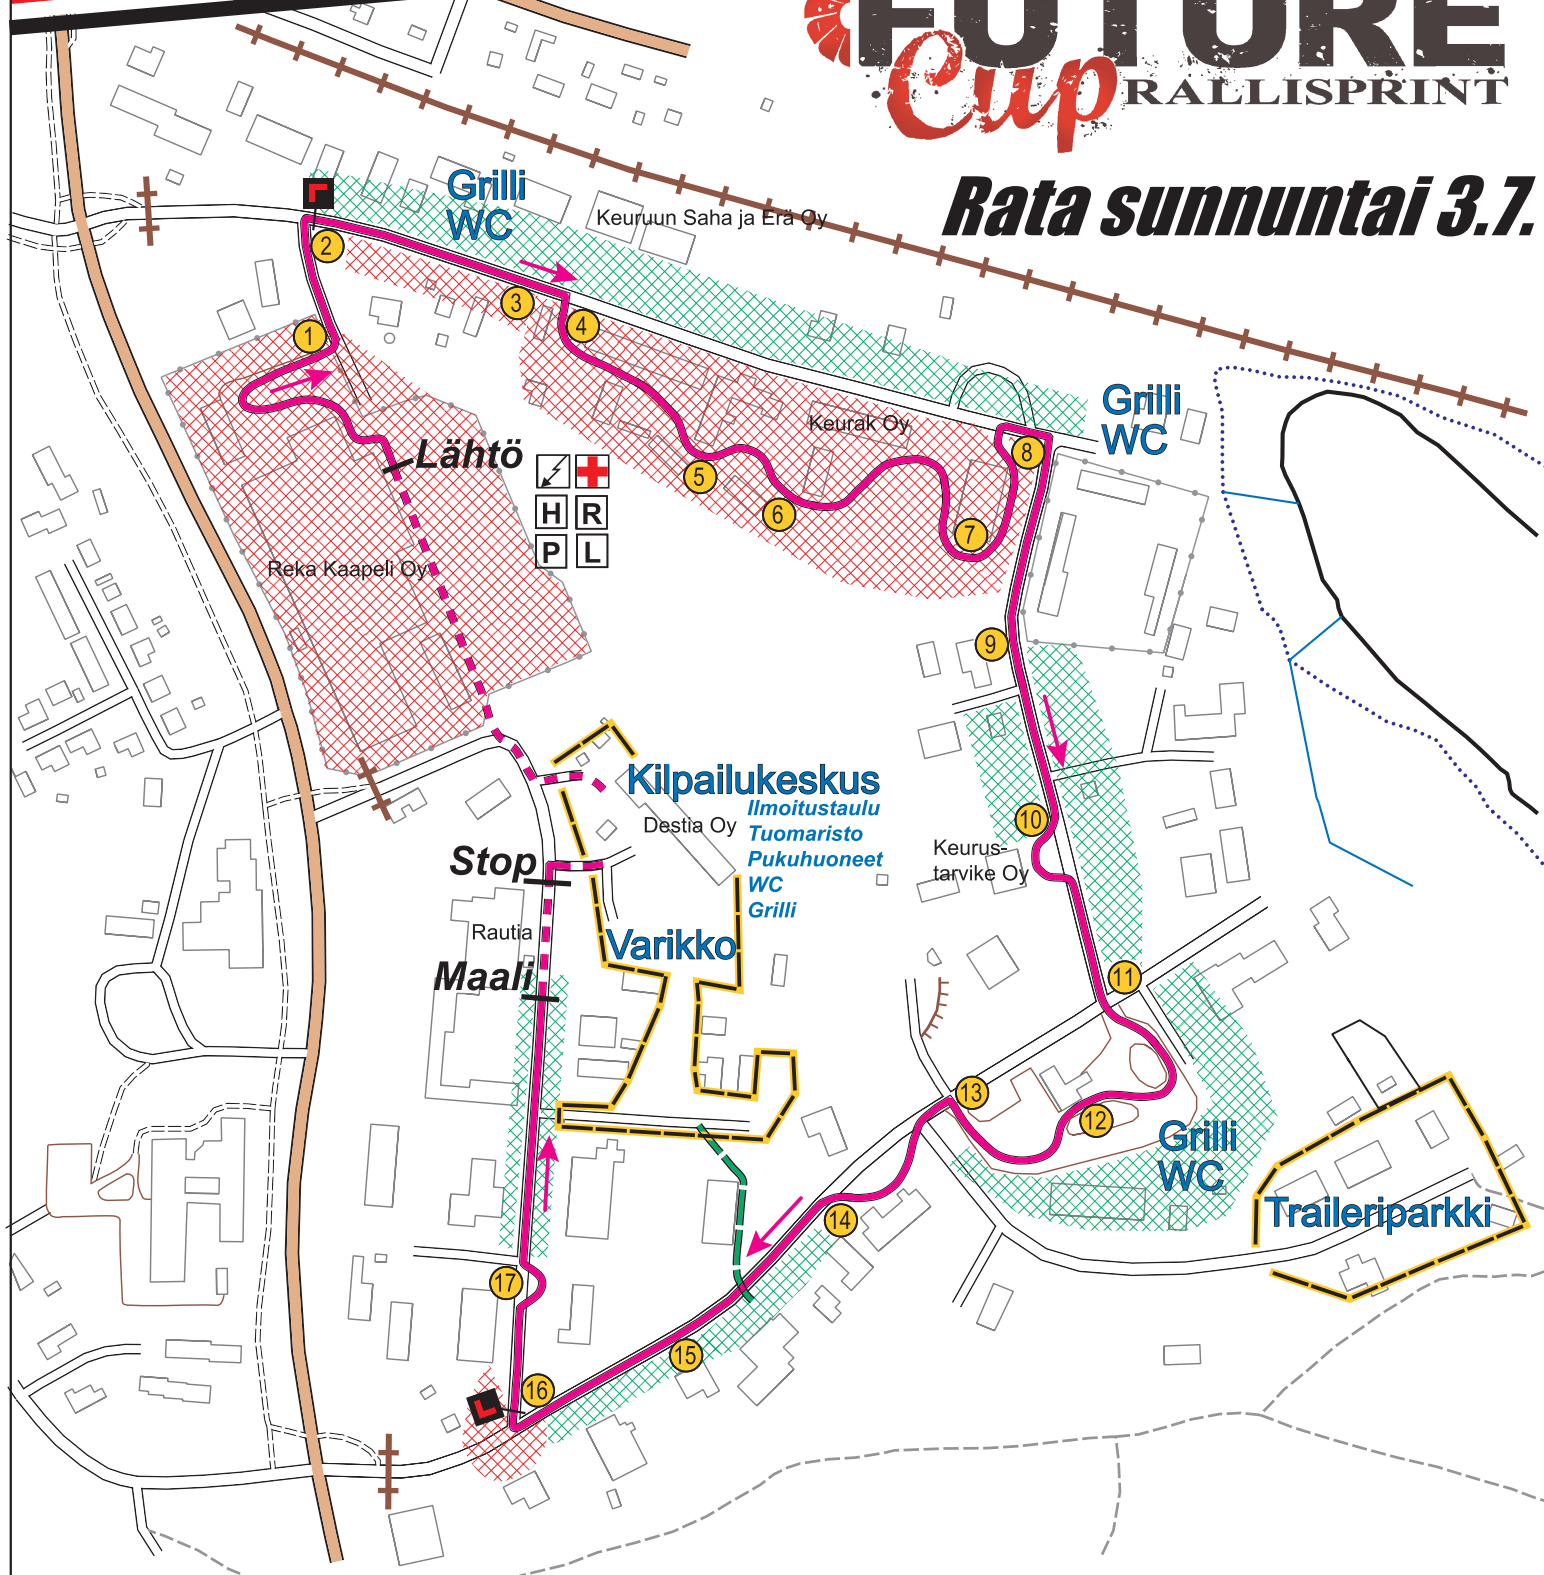 FUTURE
Cup RALLISPRINT
Rata sunnuntai 3.7.
Grilli
WC
Keuruun Saha ja Erä Oy
2
3
4
1
Grilli
WC
Keurak Oy
8
Lähtö
5
6
7
H R
P L
Reka Kaapeli Oy
9
Kilpailukeskus
Ilmoitustaulu
Tuomaristo
Pukuhuoneet
WC
Grilli
Destia Oy
10
Keurus-
tarvike Oy
Stop
Rautia
Varikko
Maali
11
13
12
Grilli
WC
Traileriparkki
14
17
15
16